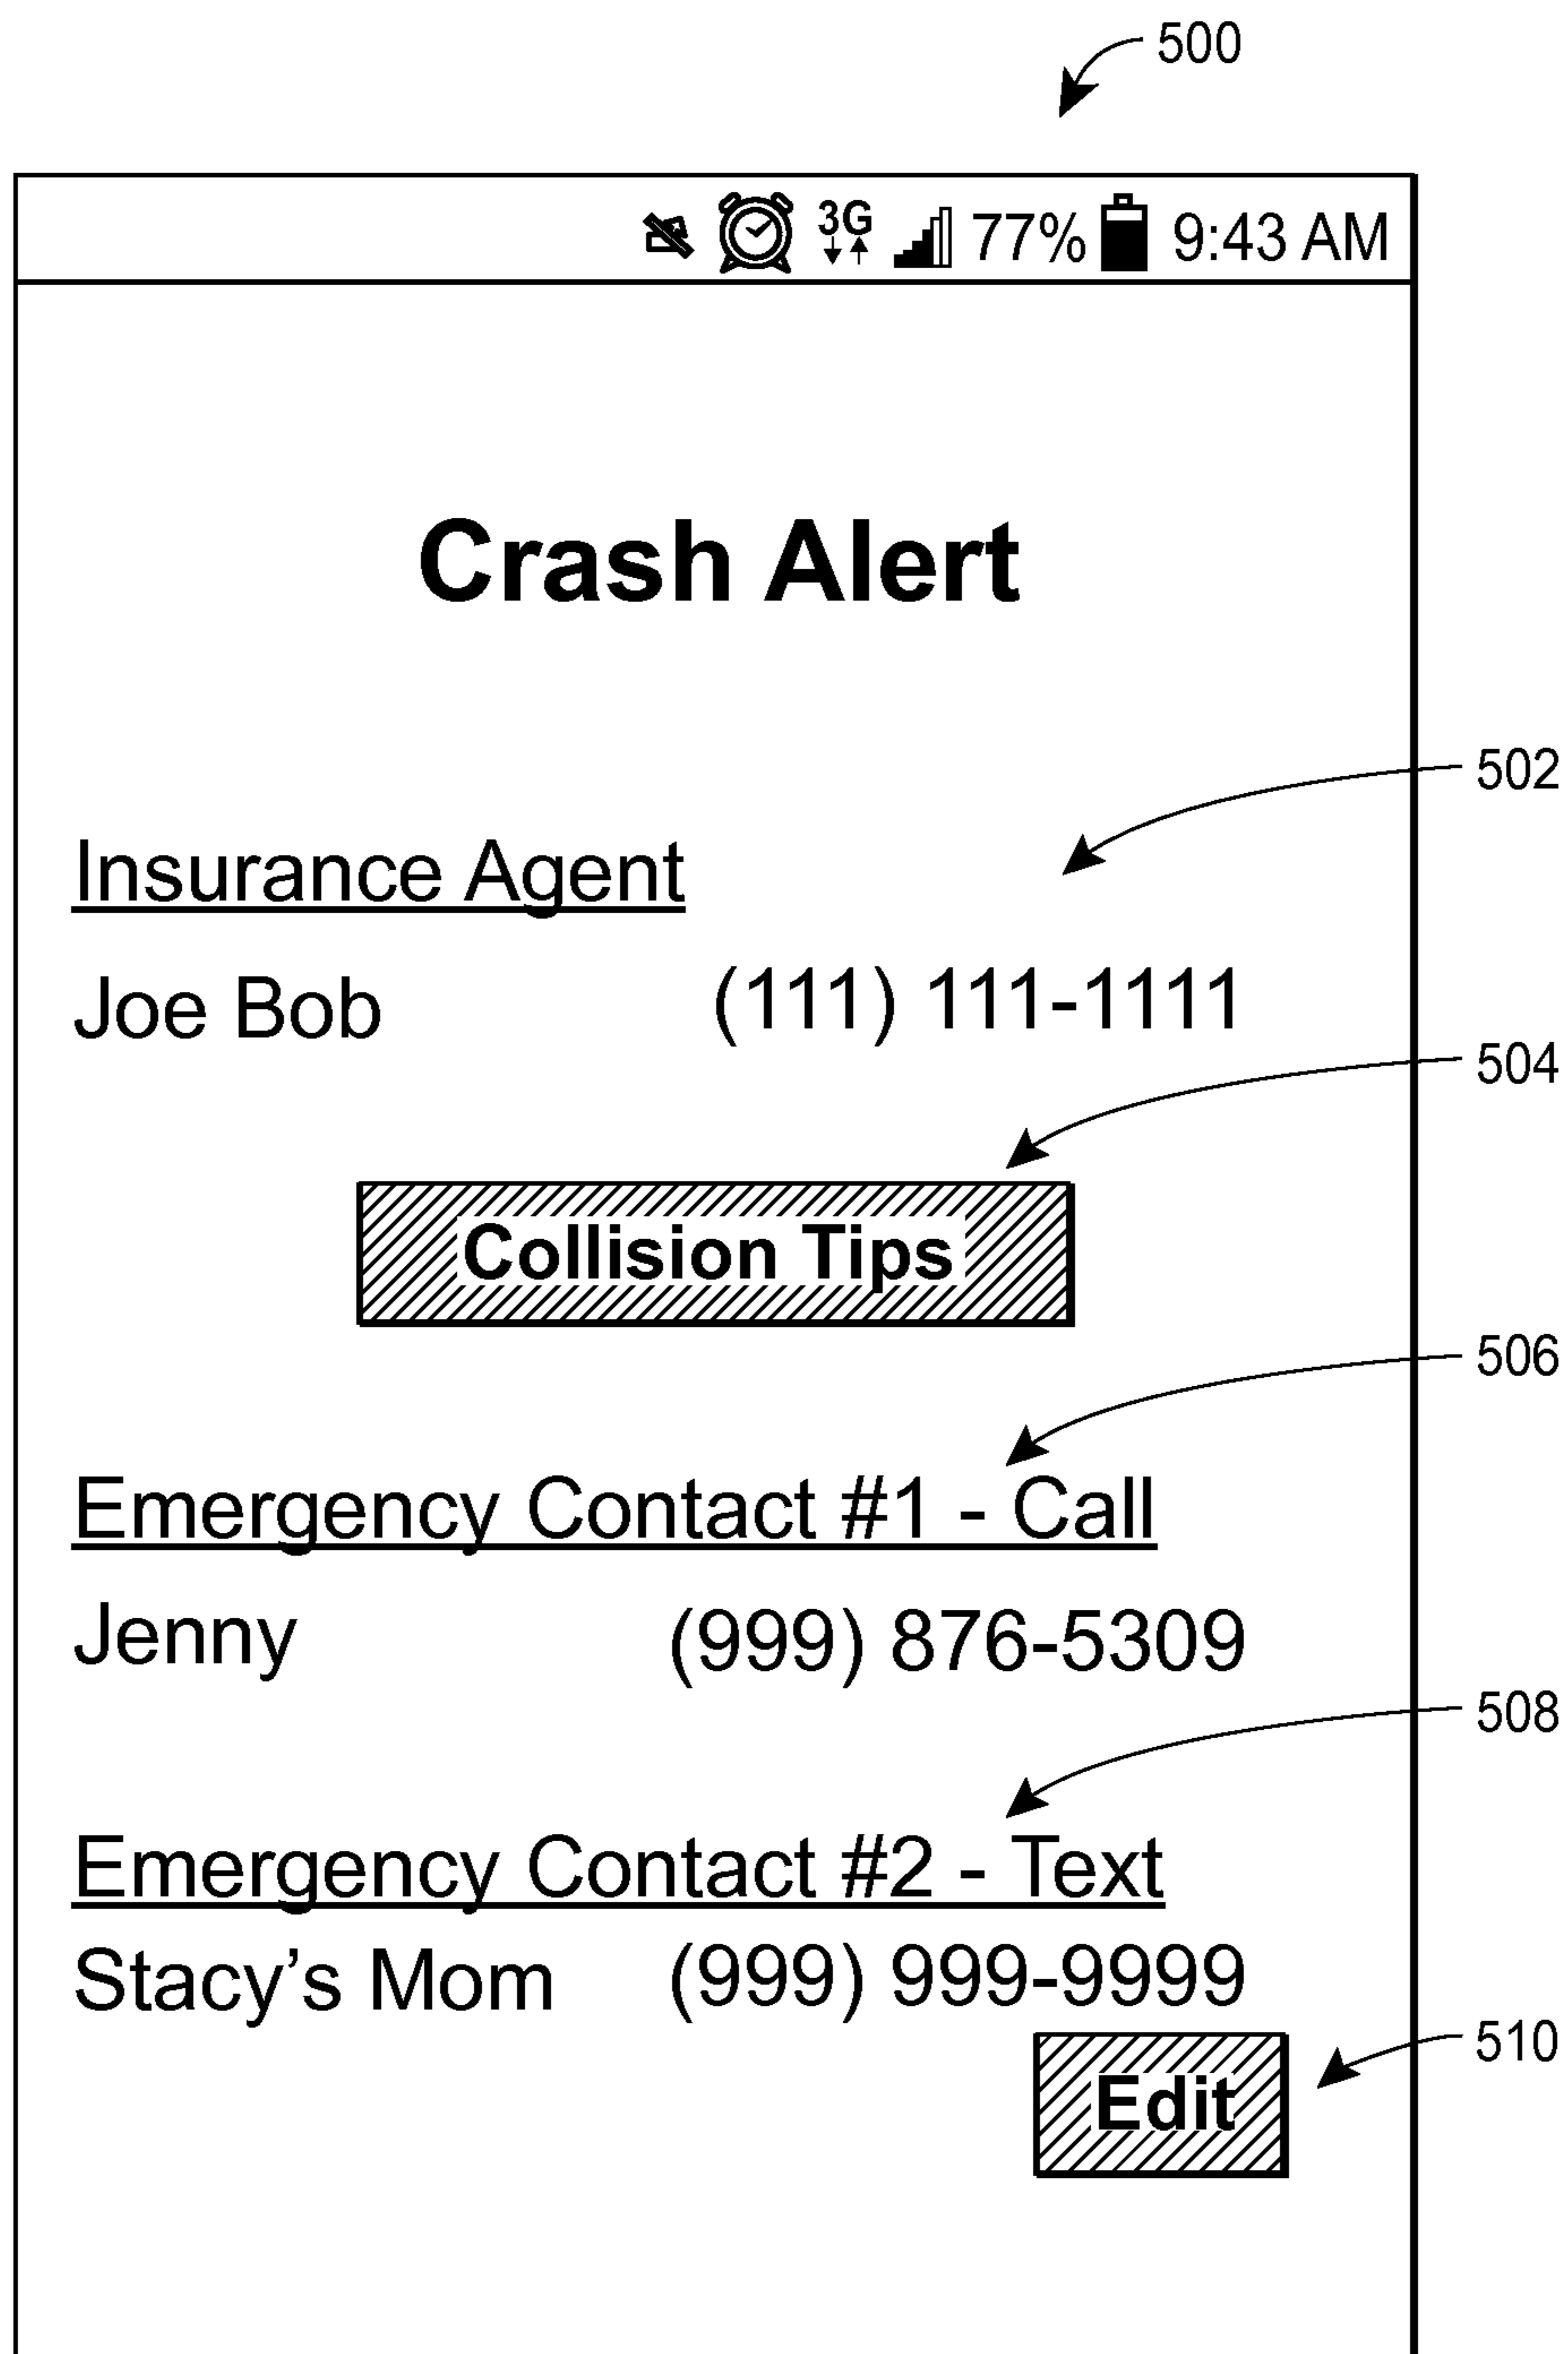 500
3G 77% 9:43 AM
Crash Alert
502
Insurance Agent
Joe Bob (111) 111-1111
504
Collision Tips
506
Emergency Contact #1 - Call
Jenny (999) 876-5309
508
Emergency Contact #2 - Text
Stacy’s Mom (999) 999-9999
510
Edit